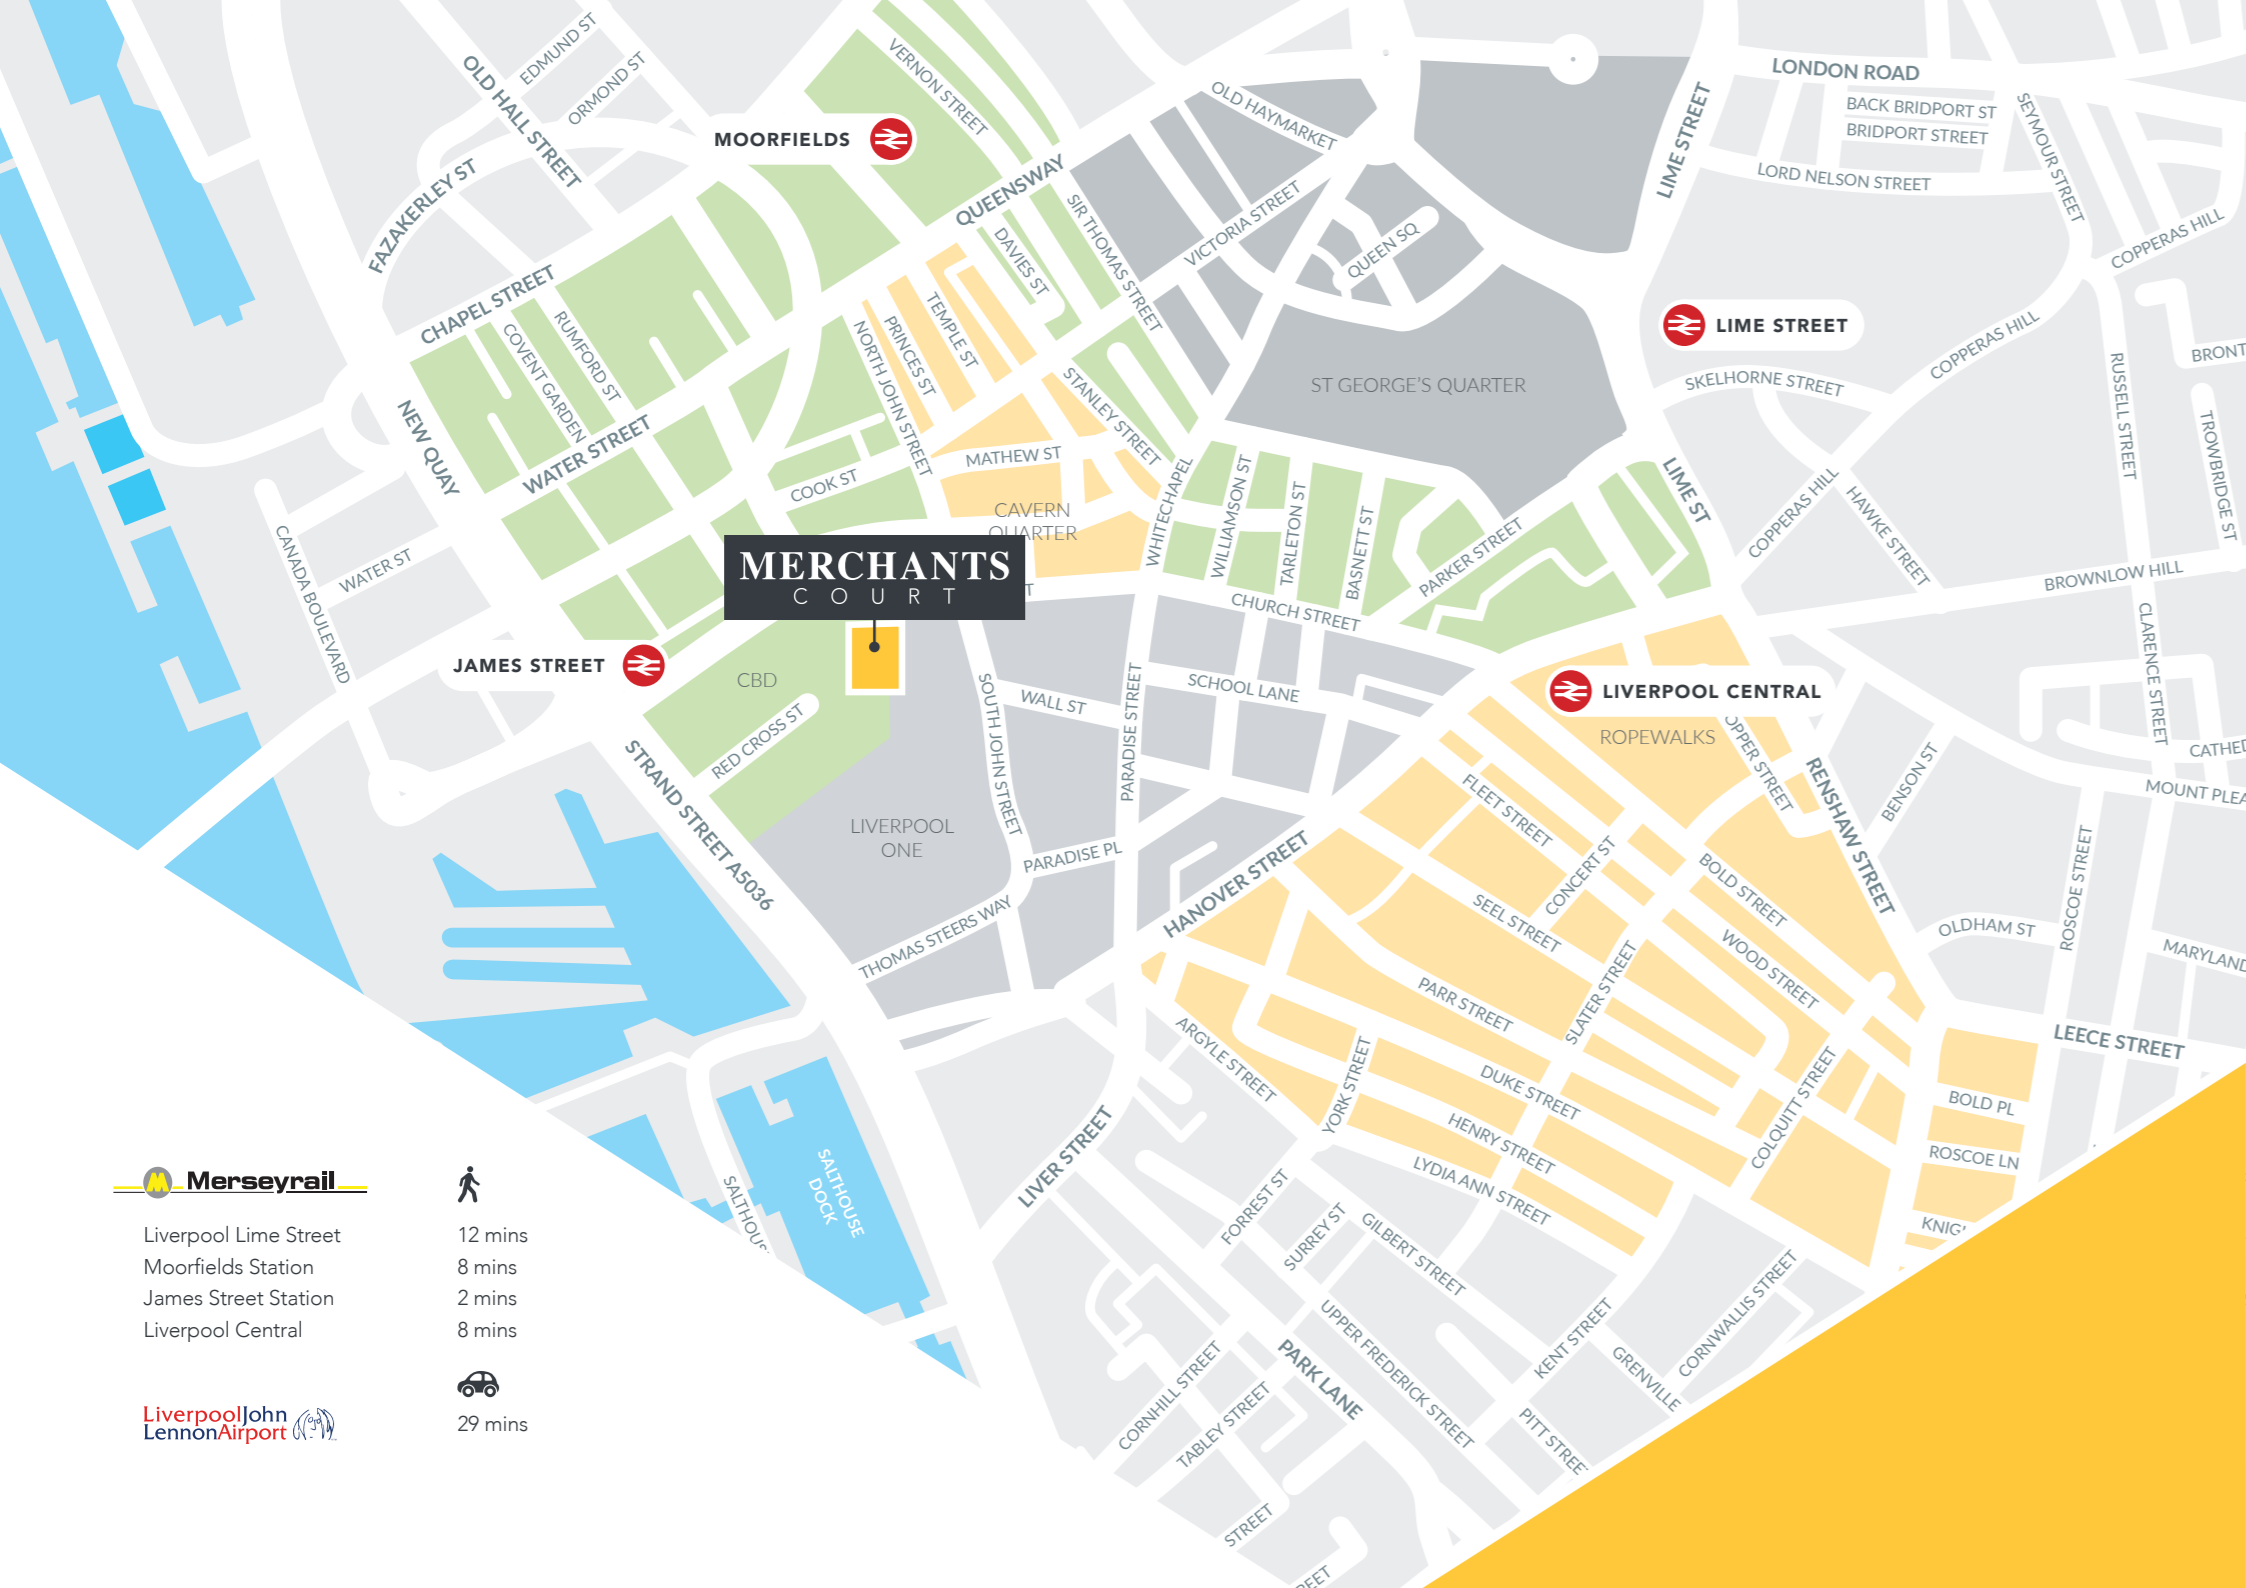 EDMUND ST
ORMOND ST
OLD HALL STREET
FAZAKERLEY ST
MOORFIELDS
VERNON STREET
OLD HAYMARKET
LONDON ROAD
BACK BRIDPORT ST
BRIDPORT STREET
LORD NELSON STREET
SEYMOUR STREET
LIME STREET
COPPERAS HILL
QUEENSWAY
SIR THOMAS STREET
VICTORIA STREET
QUEEN SQ
DAVIES ST
CHAPEL STREET
COVENT GARDEN
RUMFORD ST
NORTH JOHN STREET
PRINCES ST
TEMPLE ST
STANLEY STREET
LIME STREET
ST GEORGE'S QUARTER
SKELHORNE STREET
COPPERAS HILL
RUSSELL STREET
BRONT
TROWBRIDGE ST
NEW QUAY
WATER STREET
MATHEW ST
COOK ST
CAVERN
QUARTER
WHITECHAPEL
WILLIAMSON ST
TARLETON ST
BASNETT ST
PARKER STREET
LIME ST
COPPERAS HILL
HAWKE STREET
BROWNLOW HILL
CANADA BOULEVARD
WATER ST
MERCHANTS
COURT
T
CHURCH STREET
CLARENCE STREET
JAMES STREET
CBD
RED CROSS ST
SOUTH JOHN STREET
WALL ST
PARADISE STREET
SCHOOL LANE
LIVERPOOL CENTRAL
ROPEWALKS
OPPER STREET
RENSHAW STREET
BENSON ST
CATHED
MOUNT PLEA
STRAND STREET A5036
LIVERPOOL
ONE
PARADISE PL
HANOVER STREET
FLEET STREET
CONCERT ST
BOLD STREET
SEEL STREET
WOOD STREET
OLDHAM ST
ROSCOE STREET
MARYLAND
THOMAS STEERS WAY
PARR STREET
SLATER STREET
LEECE STREET
ARGYLE STREET
YORK STREET
DUKE STREET
COLQUITT STREET
BOLD PL
HENRY STREET
LYDIA ANN STREET
ROSCOE LN
KNIG
LIVER STREET
SALTHOUSE
DOCK
SALTHOUS
FORREST ST
SURREY ST
GILBERT STREET
UPPER FREDERICK STREET
KENT STREET
CORNWALLIS STREET
GRENVILLE
PITT STREE
PARK LANE
CORNHILL STREET
TABLEY STREET
STREET
REET
Merseyrail
Liverpool Lime Street 12 mins
Moorfields Station 8 mins
James Street Station 2 mins
Liverpool Central 8 mins
LiverpoolJohn
LennonAirport
29 mins